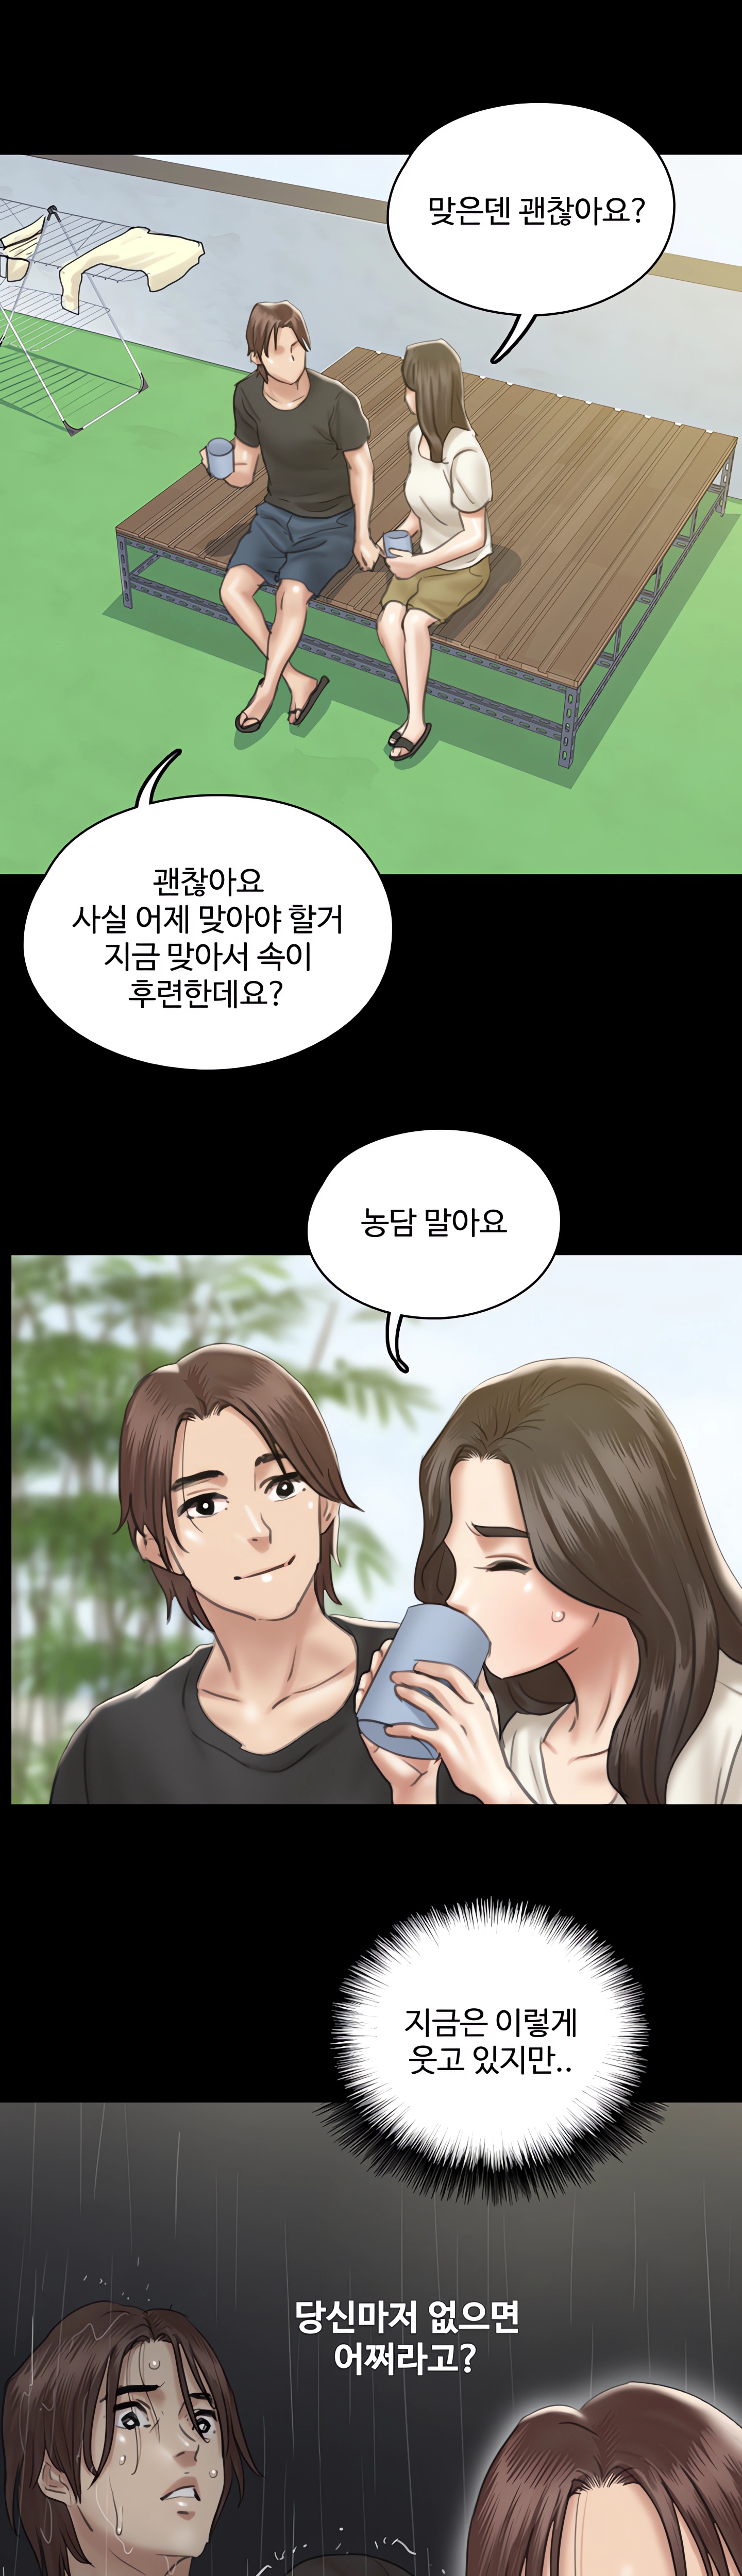 맞은덴 괜찮아요?
괜찮아요
사실 어제 맞아야 할거
지금 맞아서 속이
후련한데요?
농담 말아요
지금은 이렇게
웃고 있지만..
당신마저 없으면
어쩌라고?